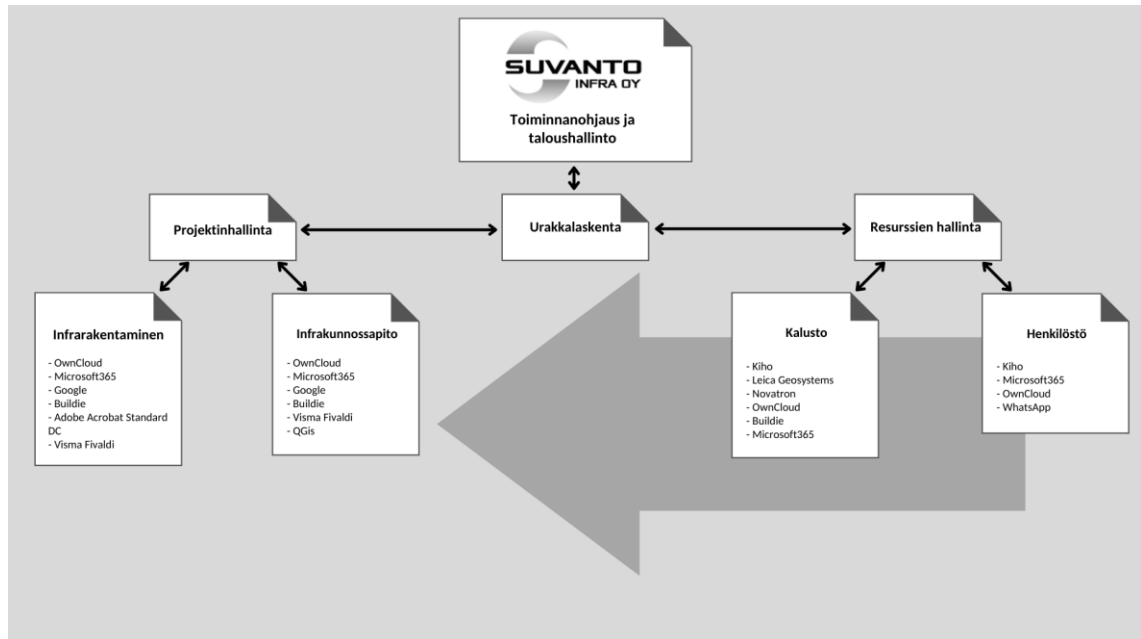 SUVANTO
INFRA OY
Toiminnanohjaus ja
taloushallinto
Projektinhallinta
Urakkalaskenta
Resurssien hallinta
Infrarakentaminen
- OwnCloud
- Microsoft365
- Google
- Buildie
- Adobe Acrobat Standard
DC
- Visma Fivaldi
Infrakunnossapito
- OwnCloud
- Microsoft365
- Google
- Buildie
- Visma Fivaldi
- QGis
Kalusto
- Kiho
- Leica Geosystems
- Novatron
- OwnCloud
- Buildie
- Microsoft365
Henkilöstö
- Kiho
- Microsoft365
- OwnCloud
- WhatsApp